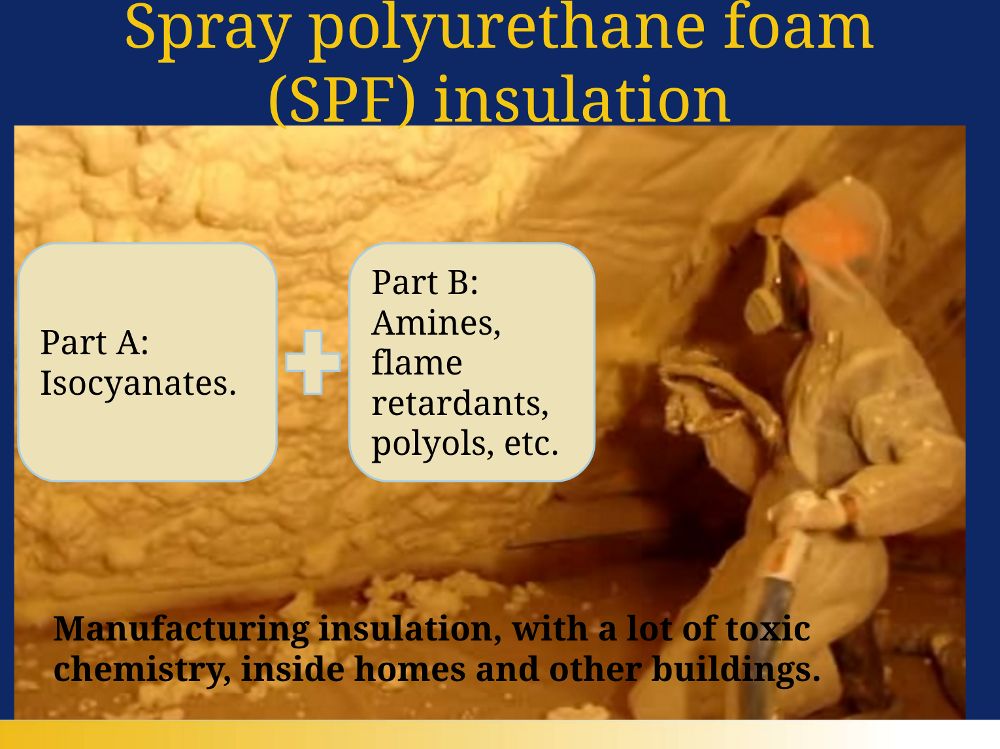 Spray polyurethane foam
(SPF) insulation
Part A:
Isocyanates.
Part B:
Amines,
flame
retardants,
polyols, etc.
Manufacturing insulation, with a lot of toxic
chemistry, inside homes and other buildings.